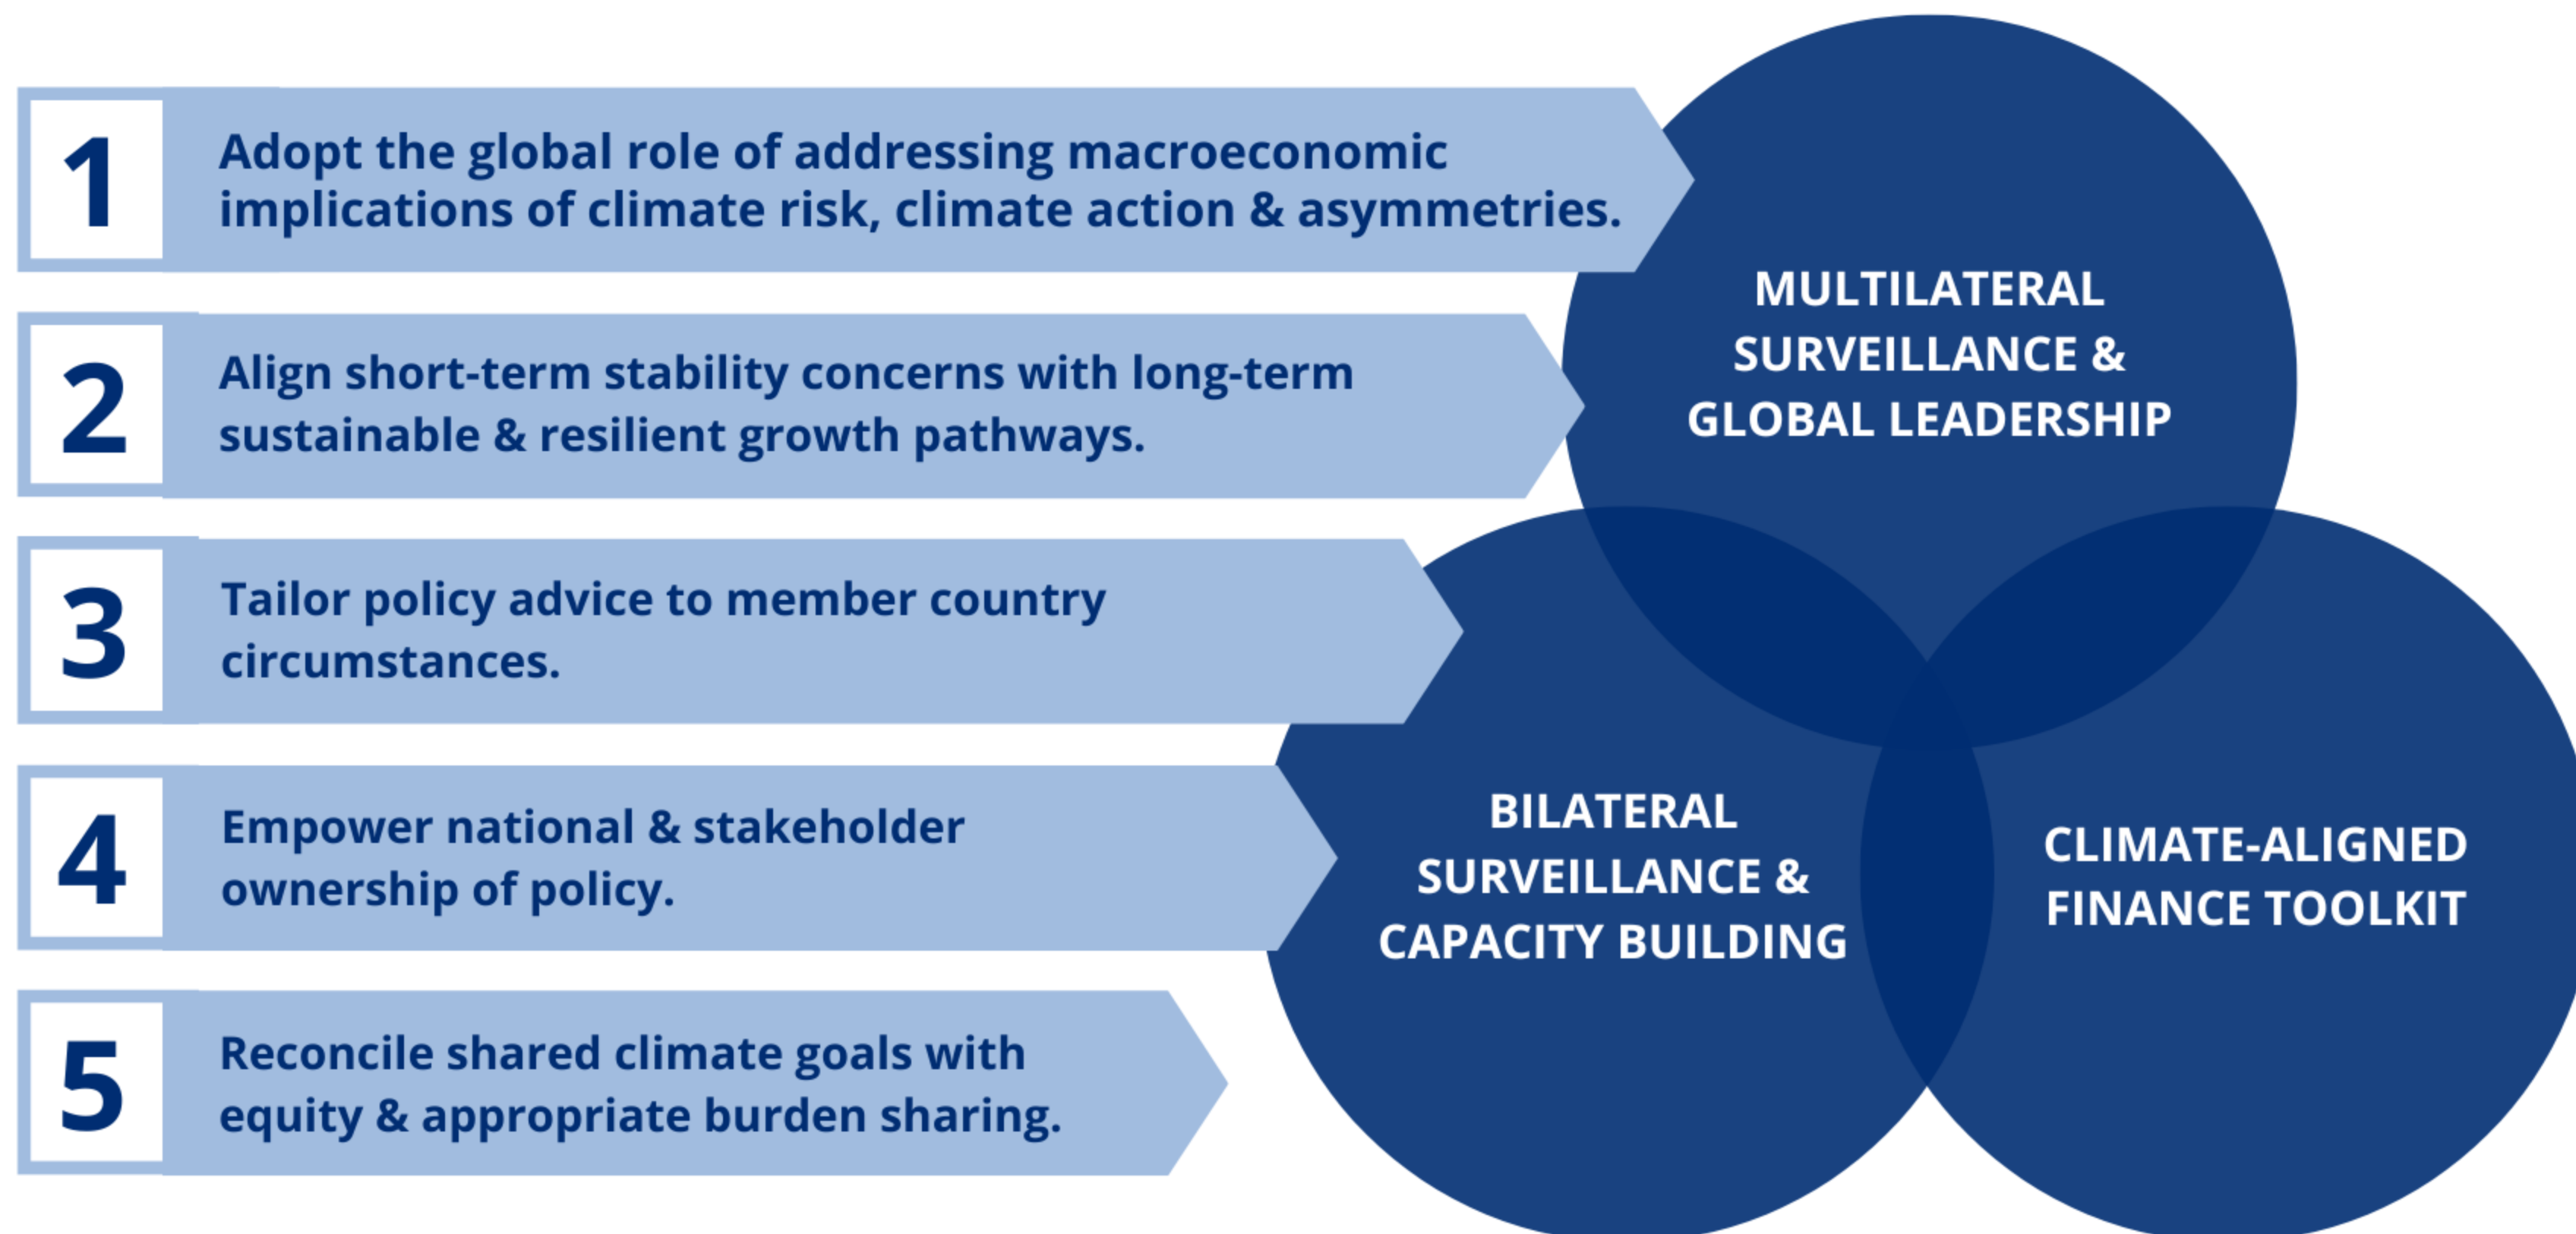 1
Adopt the global role of addressing macroeconomic
implications of climate risk, climate action & asymmetries.
2
Align short-term stability concerns with long-term
sustainable & resilient growth pathways.
3
Tailor policy advice to member country
circumstances.
4
Empower national & stakeholder
ownership of policy.
5
Reconcile shared climate goals with
equity & appropriate burden sharing.
MULTILATERAL
SURVEILLANCE &
GLOBAL LEADERSHIP
BILATERAL
SURVEILLANCE &
CAPACITY BUILDING
CLIMATE-ALIGNED
FINANCE TOOLKIT